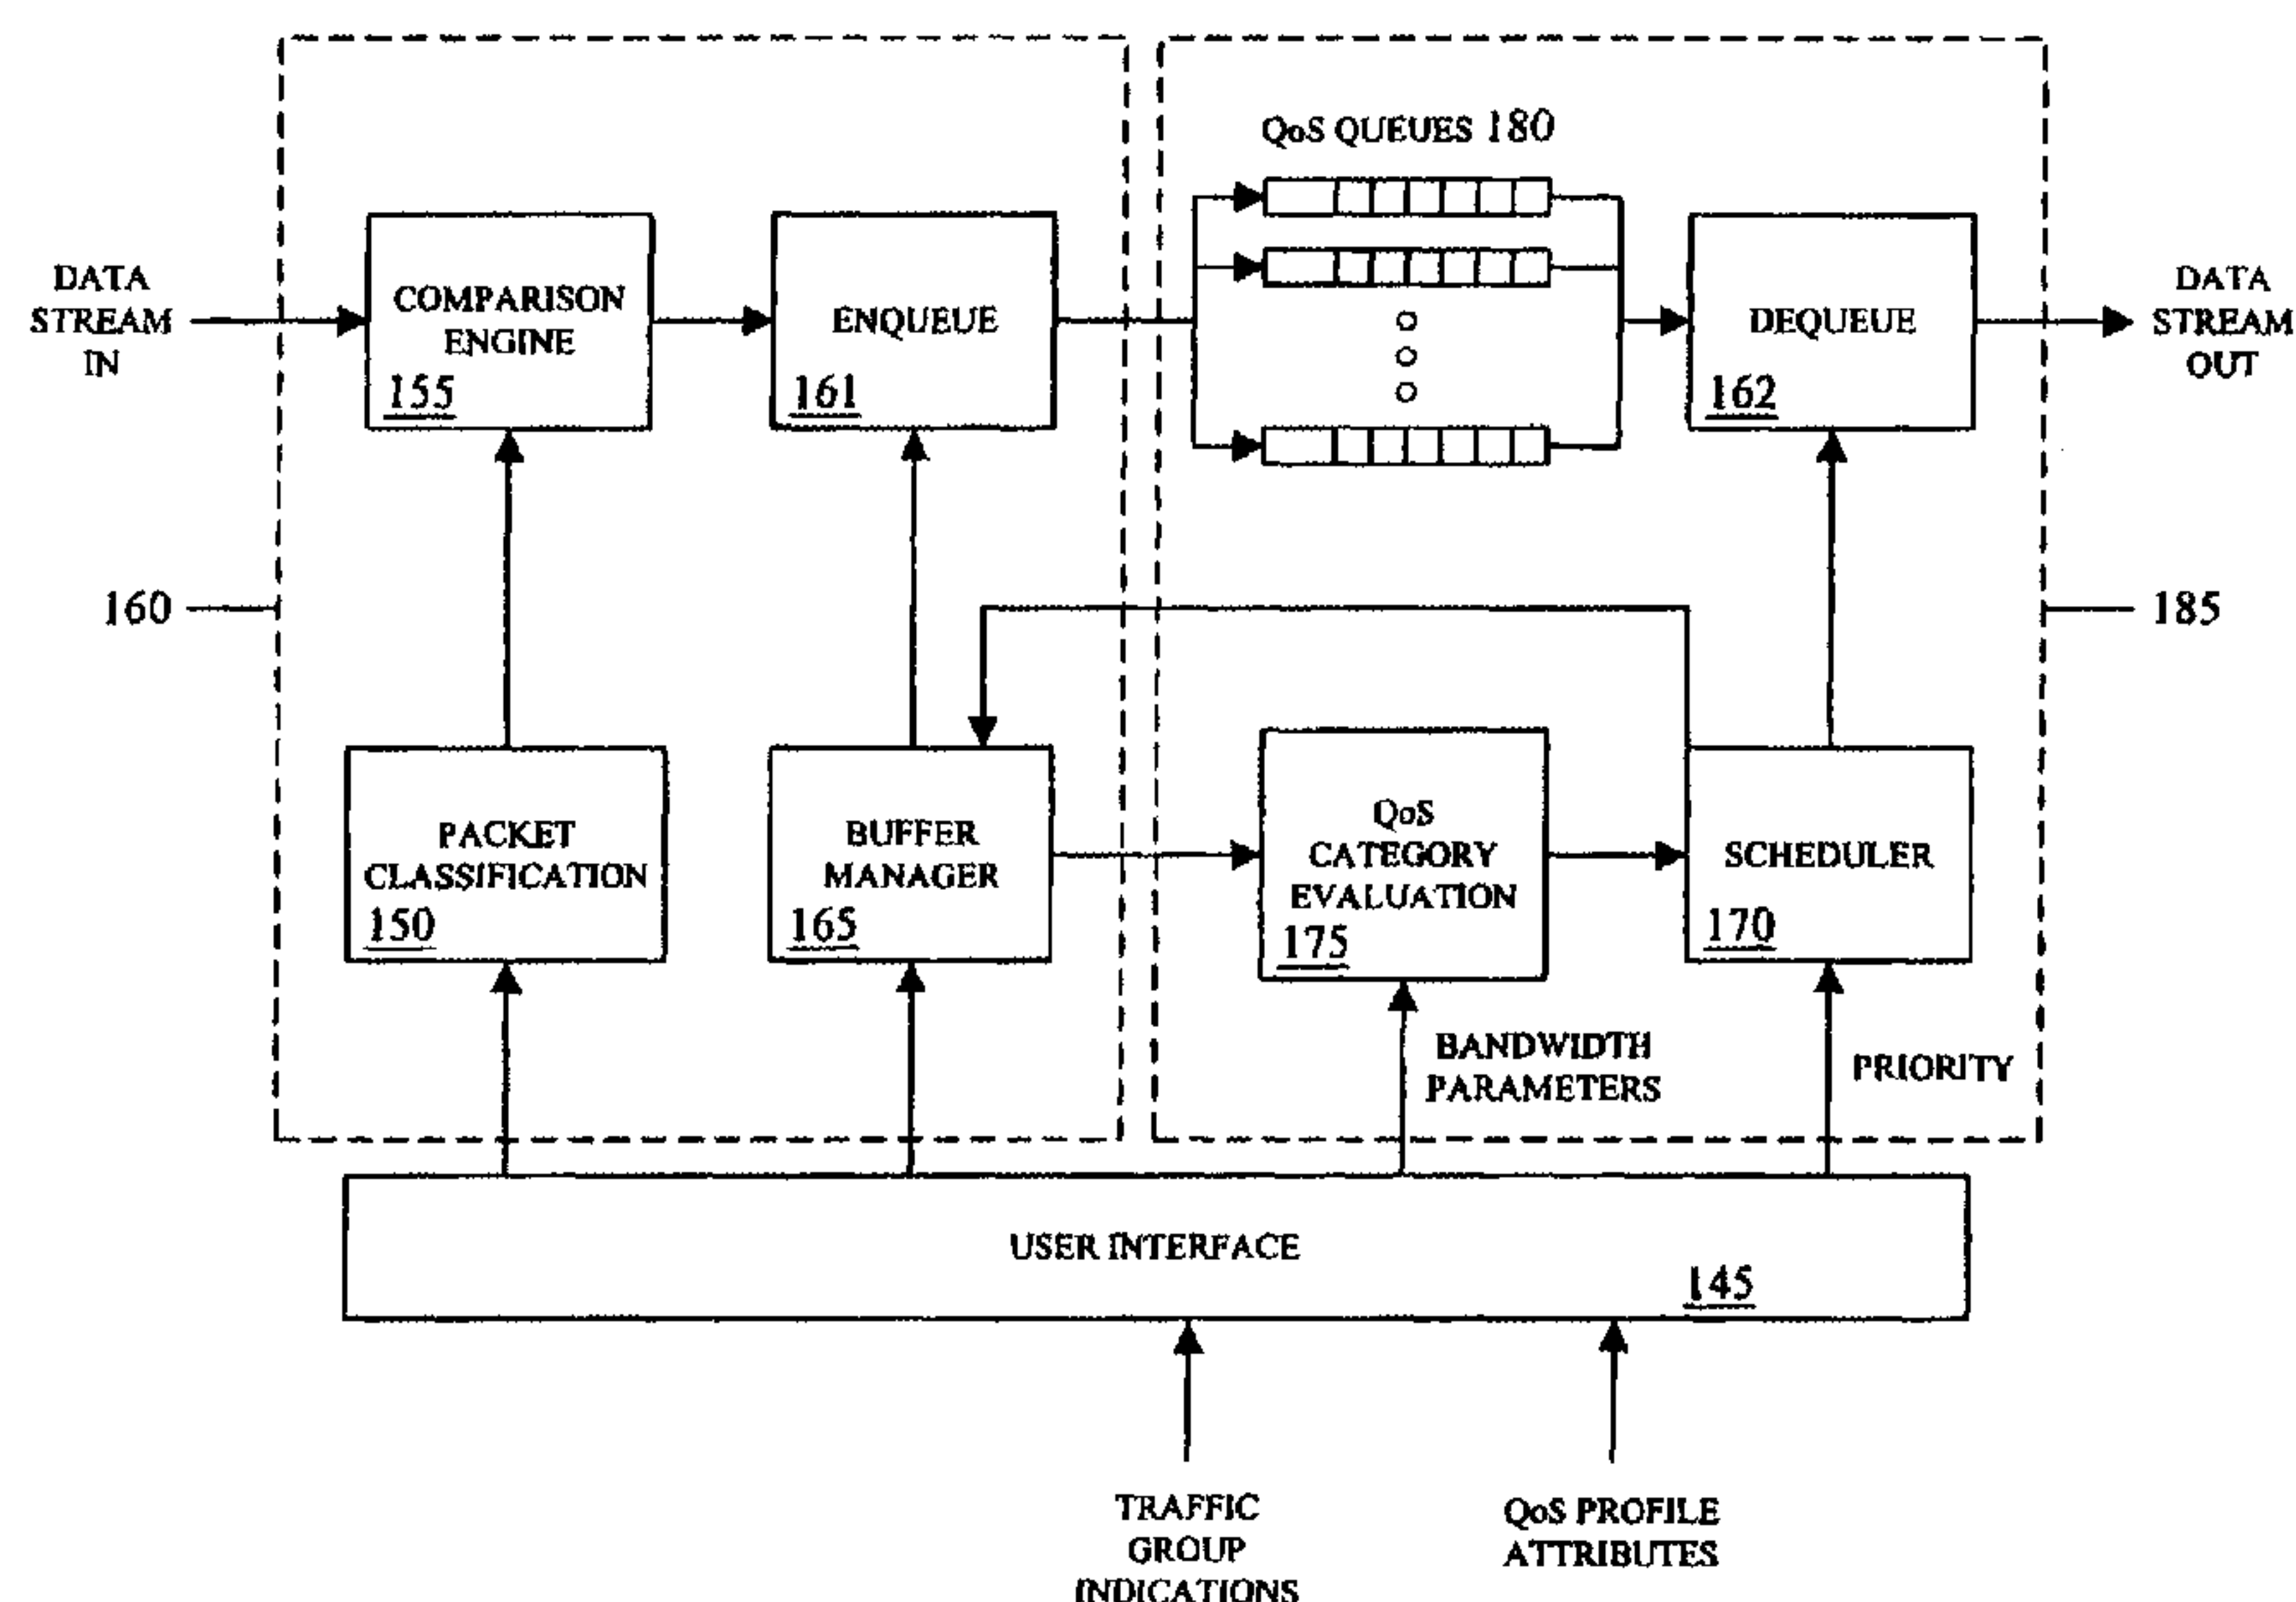 QoS QUEUES 180
DATA
STREAM
IN
COMPARISON
ENGINE
155
ENQUEUE
161
DEQUEUE
162
DATA
STREAM
OUT
160
185
PACKET
CLASSIFICATION
150
BUFFER
MANAGER
165
QoS
CATEGORY
EVALUATION
175
SCHEDULER
170
BANDWIDTH
PARAMETERS
PRIORITY
USER INTERFACE
145
TRAFFIC
GROUP
INDICATIONS
QoS PROFILE
ATTRIBUTES